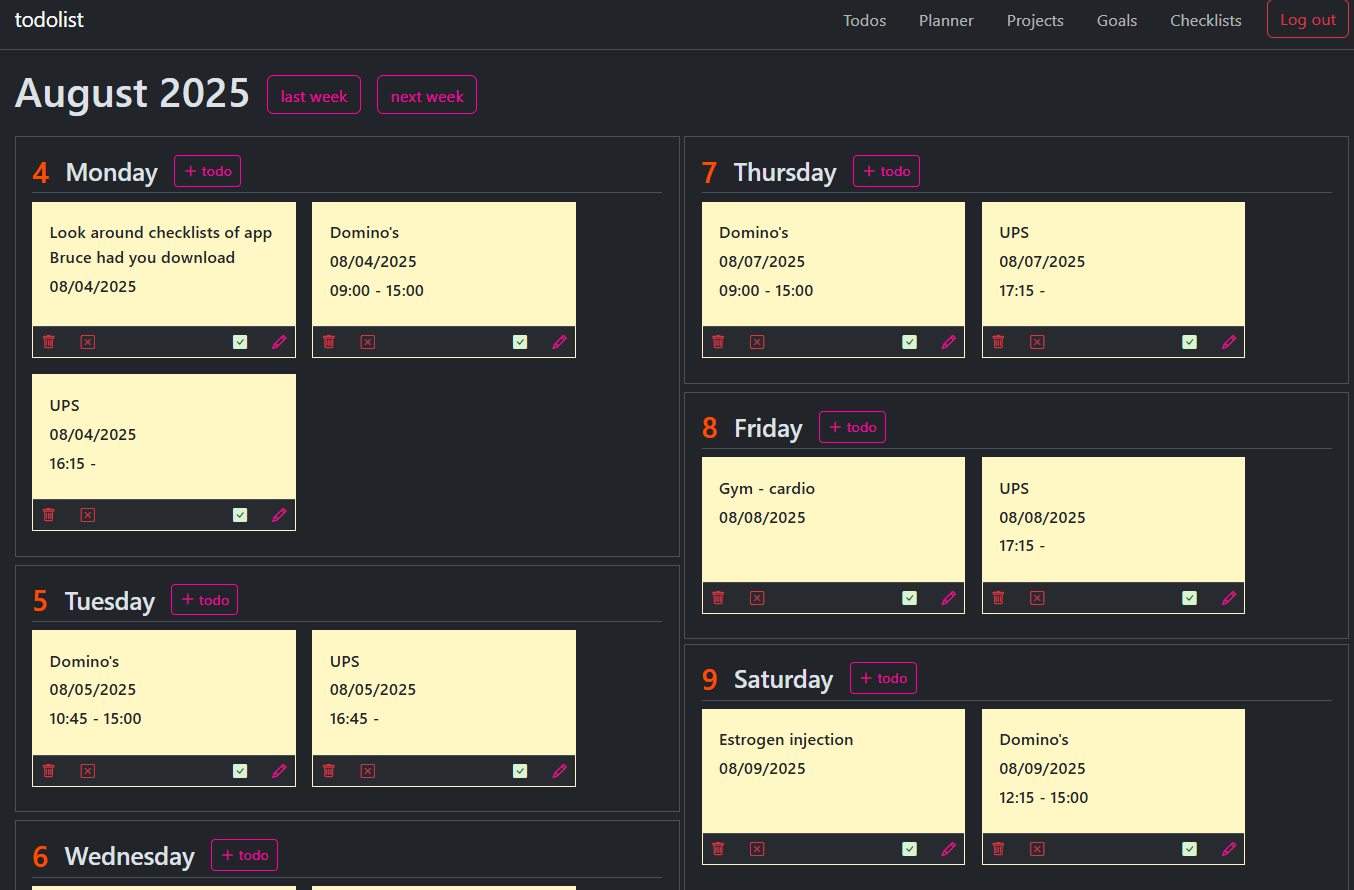 todolist
Todos
Planner
Projects
Goals
Checklists
Log out
August 2025
last week
next week
4 Monday + todo
Look around checklists of app
Bruce had you download
08/04/2025
Domino's
08/04/2025
09:00 - 15:00
UPS
08/04/2025
16:15 -
5 Tuesday + todo
Domino's
08/05/2025
10:45 - 15:00
UPS
08/05/2025
16:45 -
6 Wednesday + todo
7 Thursday + todo
Domino's
08/07/2025
09:00 - 15:00
UPS
08/07/2025
17:15 -
8 Friday + todo
Gym - cardio
08/08/2025
UPS
08/08/2025
17:15 -
9 Saturday + todo
Estrogen injection
08/09/2025
Domino's
08/09/2025
12:15 - 15:00